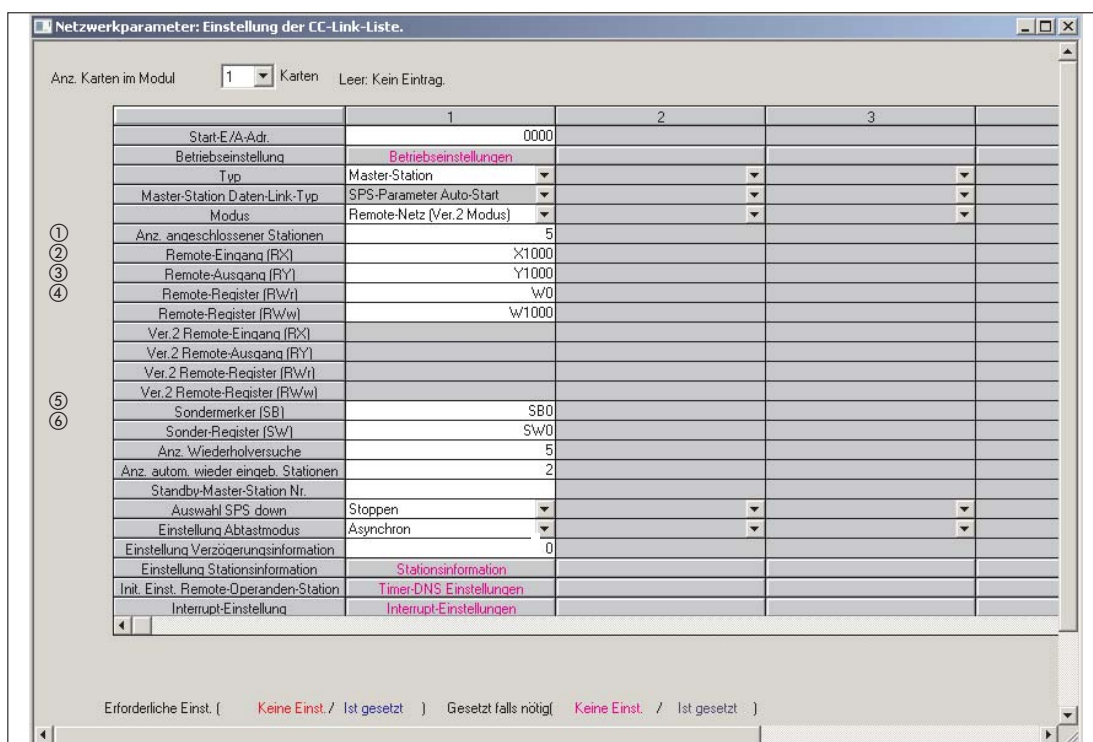 Netzwerkparameter: Einstellung der CC-Link-Liste.
Anz. Karten im Modul 1 Karten Leer: Kein Eintrag.
1 2 3
Start-E/A-Adr. 0000
Betriebseinstellung Betriebseinstellungen
Typ Master-Station
Master-Station Daten-Link-Typ SPS-Parameter Auto-Start
Modus Remote-Netz (Ver.2 Modus)
① Anz. angeschlossener Stationen 5
② Remote-Eingang (RX) X1000
③ Remote-Ausgang (RY) Y1000
④ Remote-Register (RWr) W0
Remote-Register (RWw) W1000
Ver.2 Remote-Eingang (RX)
Ver.2 Remote-Ausgang (RY)
Ver.2 Remote-Register (RWr)
Ver.2 Remote-Register (RWw)
⑤ Sondermerker (SB) SB0
⑥ Sonder-Register (SW) SW0
Anz. Wiederholversuche 5
Anz. autom. wieder eingeb. Stationen 2
Standby-Master-Station Nr.
Auswahl SPS down Stoppen
Einstellung Abtastmodus Asynchron
Einstellung Verzögerungsinformation 0
Einstellung Stationsinformation Stationsinformation
Init. Einst. Remote-Operanden-Station Timer-DNS Einstellungen
Interrupt-Einstellung Interrupt-Einstellungen
Erforderliche Einst. ( Keine Einst. / Ist gesetzt ) Gesetzt falls nötig( Keine Einst. / Ist gesetzt )